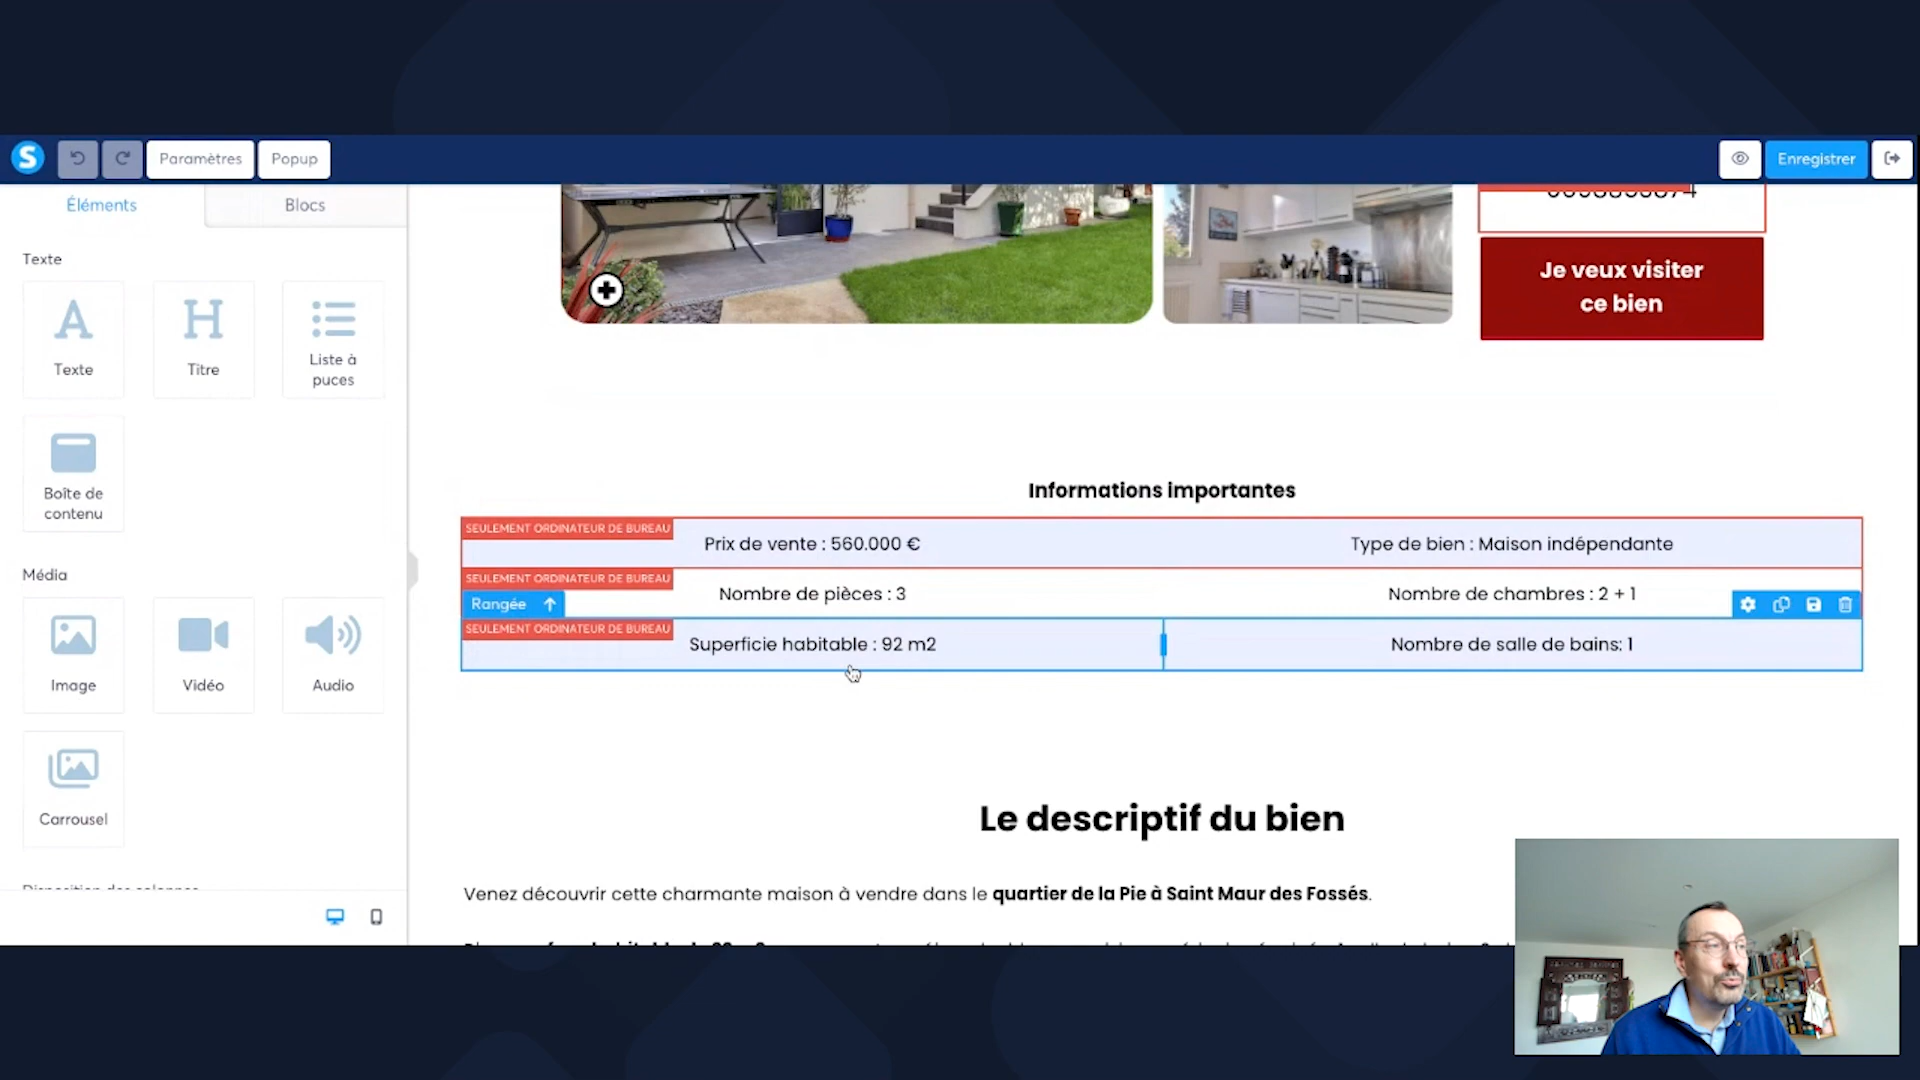 S
Paramètres
Popup
Enregistrer
Éléments
Blocs
Texte
Texte
Titre
Liste à
puces
Boîte de
contenu
Média
Image
Vidéo
Audio
Carrousel
Je veux visiter
ce bien
Informations importantes
SEULEMENT ORDINATEUR DE BUREAU
Prix de vente : 560.000 €
Type de bien : Maison indépendante
SEULEMENT ORDINATEUR DE BUREAU
Nombre de pièces : 3
Nombre de chambres : 2 + 1
Rangée
SEULEMENT ORDINATEUR DE BUREAU
Superficie habitable : 92 m2
Nombre de salle de bains: 1
Le descriptif du bien
Venez découvrir cette charmante maison à vendre dans le quartier de la Pie à Saint Maur des Fossés.